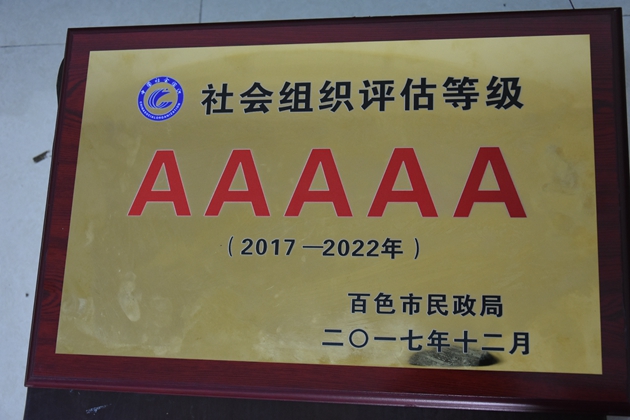 社会组织评估等级
AAAAA
（2017—2022年）
百色市民政局
二〇一七年十二月